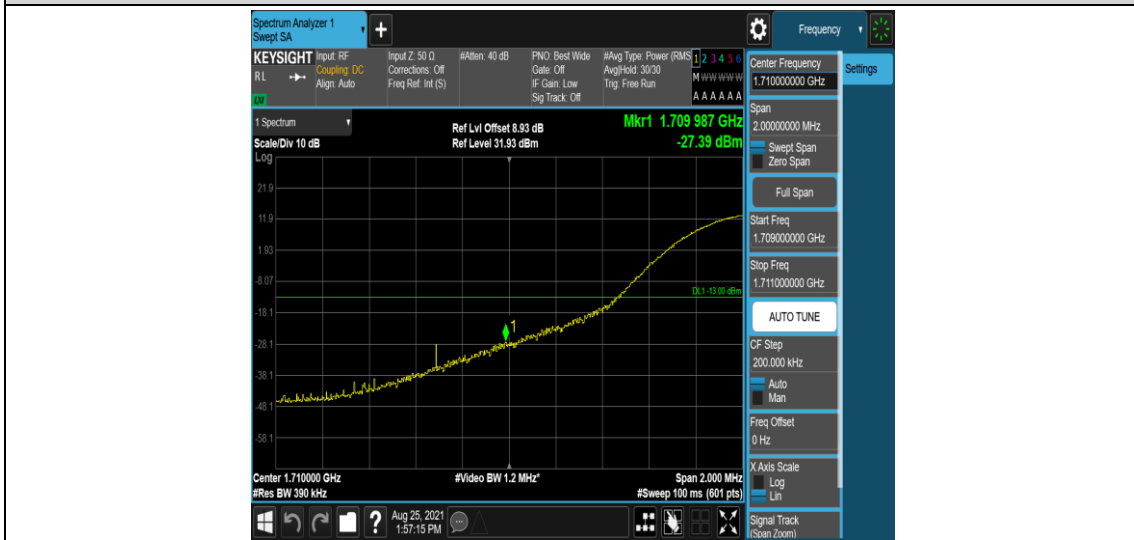 Spectrum Analyzer 1
Swept SA
Frequency
KEYSIGHT
RL
LXI
Input: RF
Coupling: DC
Align: Auto
Input Z: 50 Ω
Corrections: Off
Freq Ref: Int (S)
#Atten: 40 dB
PNO: Best Wide
Gate: Off
IF Gain: Low
Sig Track: Off
#Avg Type: Power (RMS
Avg|Hold: 30/30
Trig: Free Run
1 2 3 4 5 6
M W W W W W
A A A A A A
1 Spectrum
Scale/Div 10 dB
Log
Ref Lvl Offset 8.93 dB
Ref Level 31.93 dBm
Mkr1 1.709 987 GHz
-27.39 dBm
21.9
11.9
1.93
-8.07
DL1 -13.00 dBm
-18.1
1
-28.1
-38.1
-48.1
-58.1
Center 1.710000 GHz
#Res BW 390 kHz
#Video BW 1.2 MHz*
Span 2.000 MHz
#Sweep 100 ms (601 pts)
Center Frequency
1.710000000 GHz
Settings
Span
2.00000000 MHz
Swept Span
Zero Span
Full Span
Start Freq
1.709000000 GHz
Stop Freq
1.711000000 GHz
AUTO TUNE
CF Step
200.000 kHz
Auto
Man
Freq Offset
0 Hz
X Axis Scale
Log
Lin
Signal Track
(Span Zoom)
?
Aug 25, 2021
1:57:15 PM